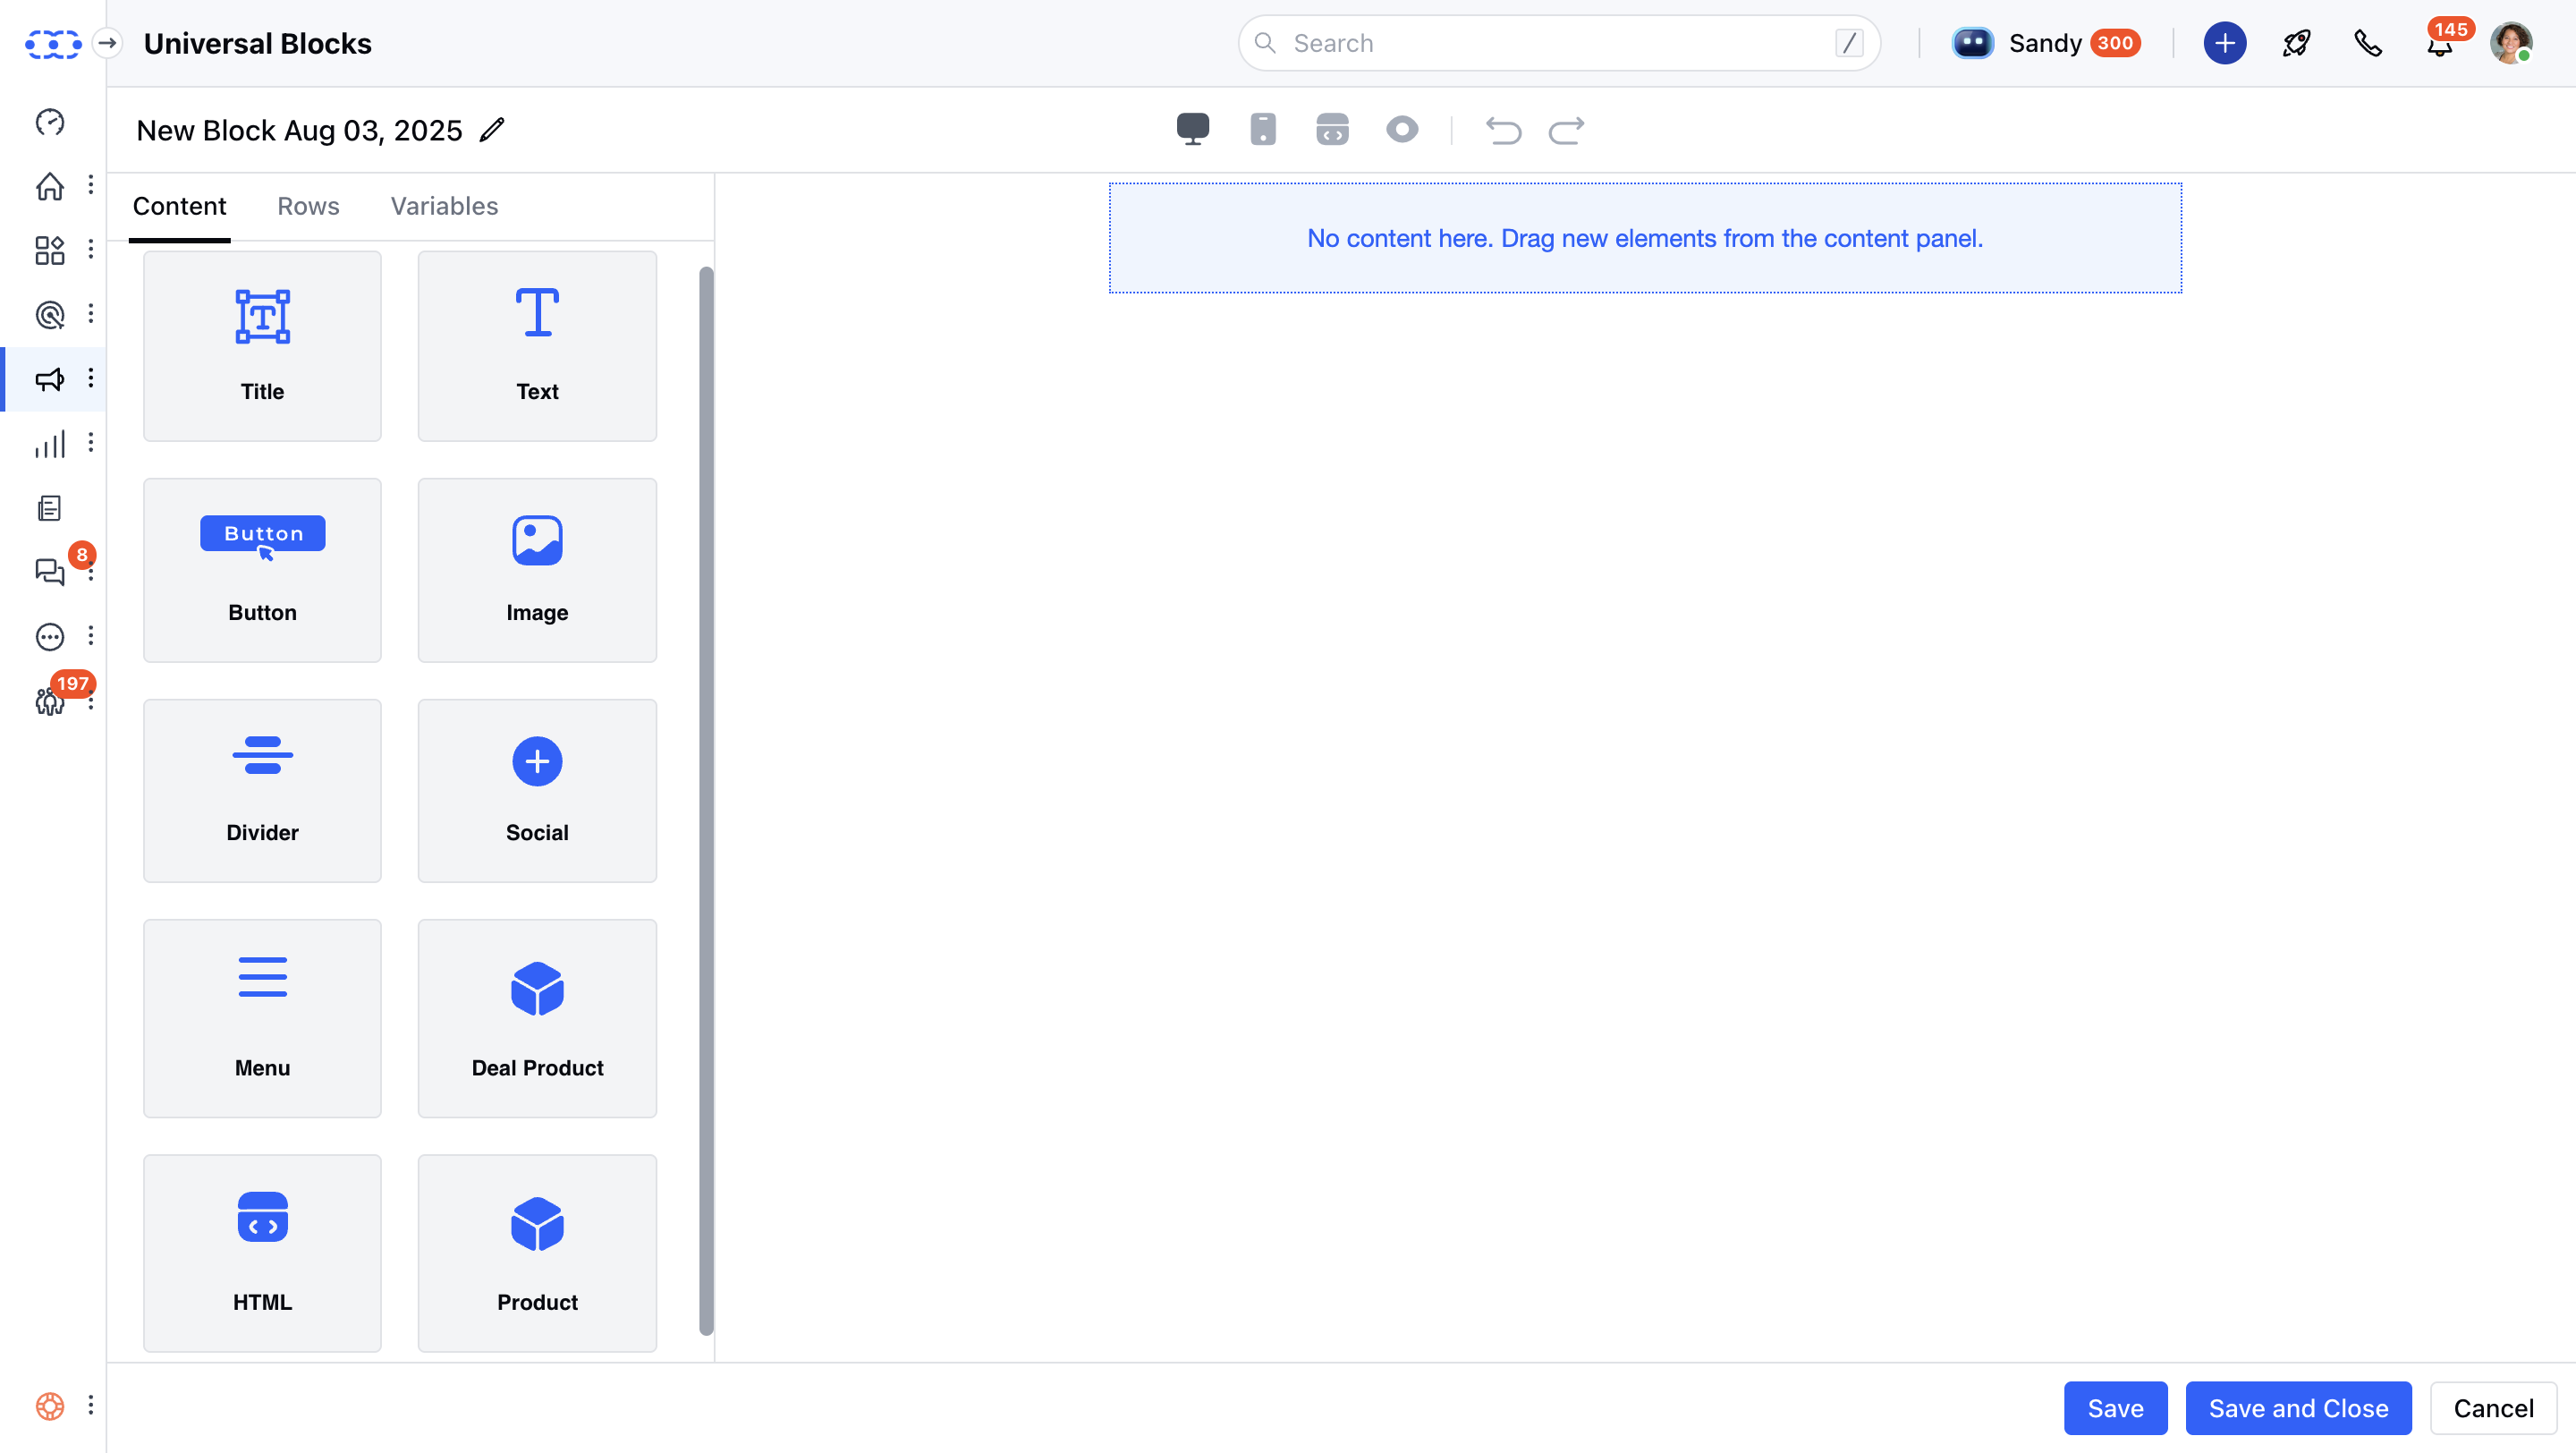 Universal Blocks
Search
/
Sandy 300
145
New Block Aug 03, 2025
Content Rows Variables
No content here. Drag new elements from the content panel.
Title
Text
Button
Button
Image
8
Divider
Social
197
Menu
Deal Product
HTML
Product
Save
Save and Close
Cancel